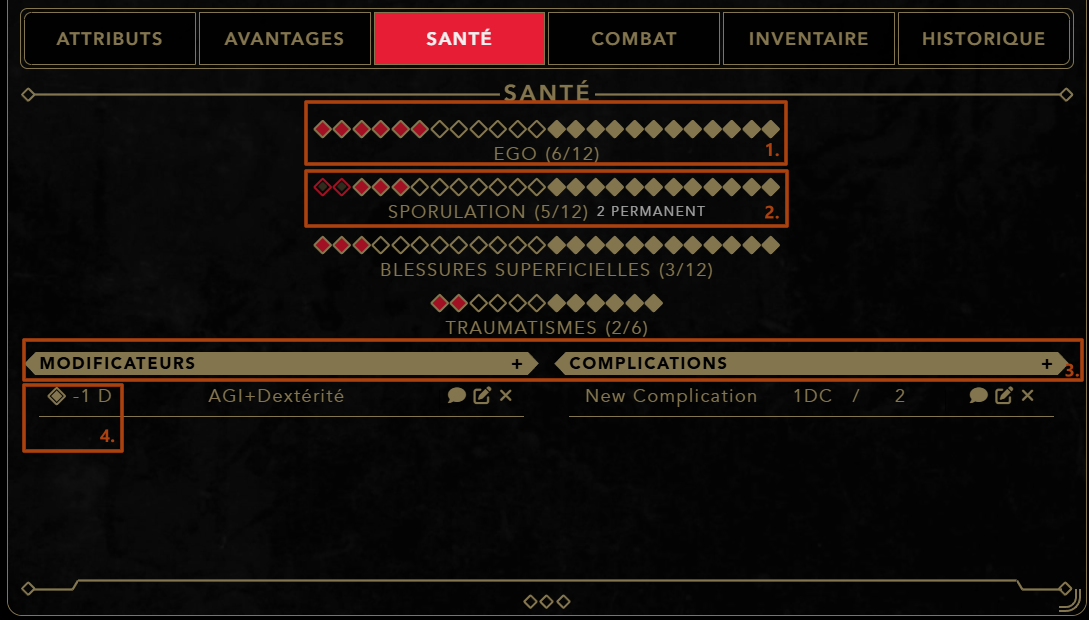 ATTRIBUTS AVANTAGES SANTÉ COMBAT INVENTAIRE HISTORIQUE
SANTÉ
EGO (6/12) 1.
SPORULATION (5/12) 2 PERMANENT 2.
BLESSURES SUPERFICIELLES (3/12)
TRAUMATISMES (2/6)
MODIFICATEURS + COMPLICATIONS + 3.
-1 D AGI+Dextérité New Complication 1DC / 2
4.